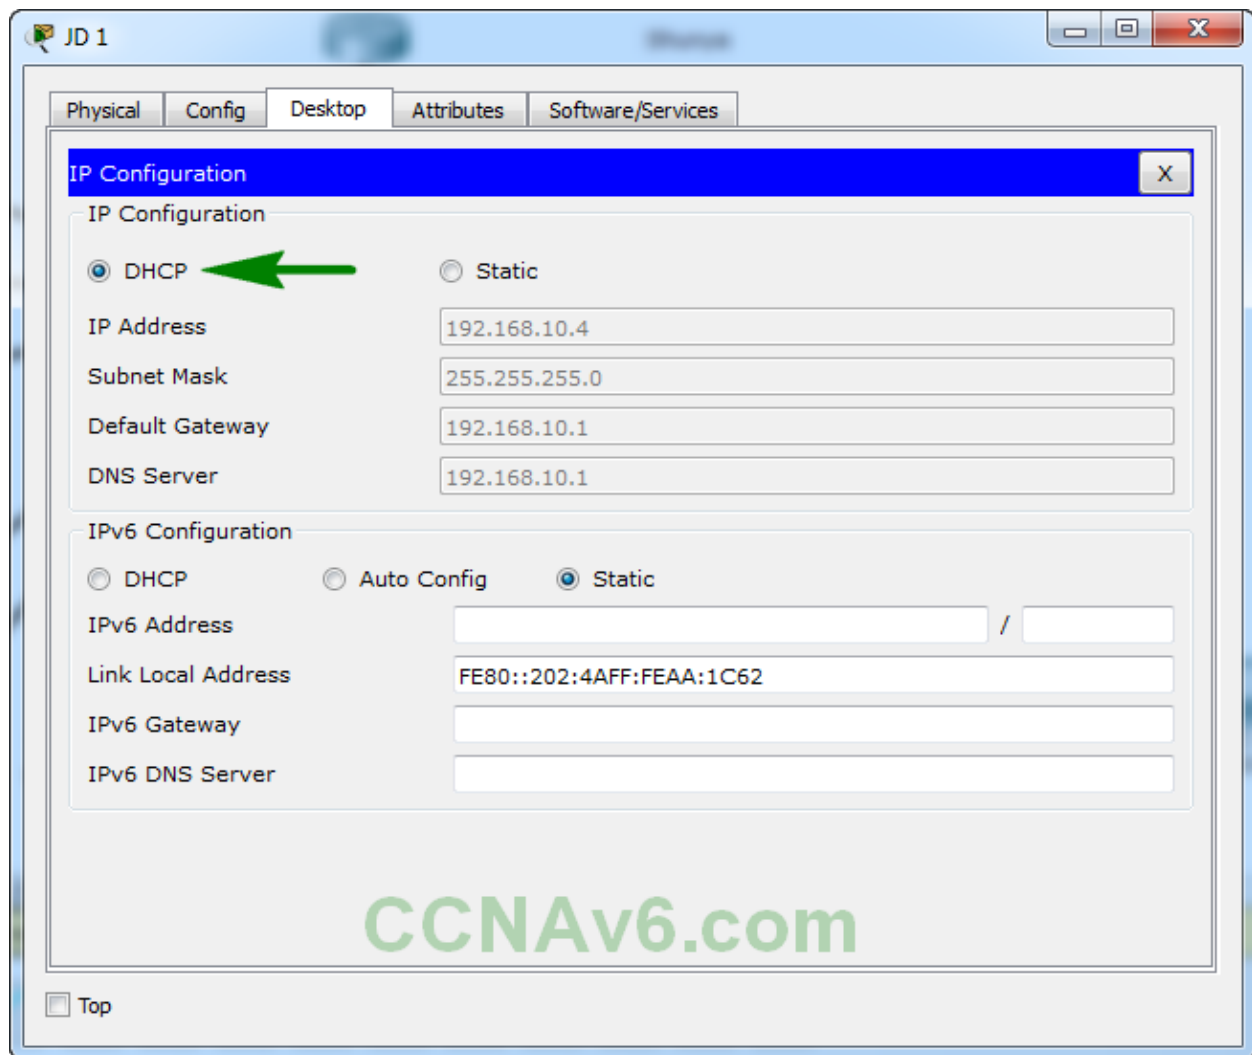 JD 1
Physical Config Desktop Attributes Software/Services
IP Configuration X
IP Configuration
DHCP Static
IP Address 192.168.10.4
Subnet Mask 255.255.255.0
Default Gateway 192.168.10.1
DNS Server 192.168.10.1
IPv6 Configuration
DHCP Auto Config Static
IPv6 Address /
Link Local Address FE80::202:4AFF:FEAA:1C62
IPv6 Gateway
IPv6 DNS Server
CCNAv6.com
Top